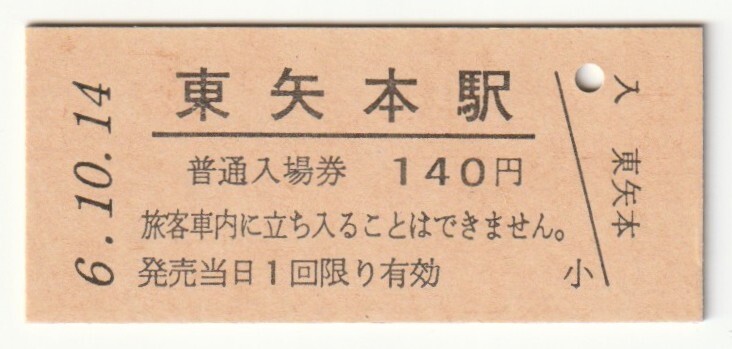 6.10.14
東矢本駅
普通入場券 140円
旅客車内に立ち入ることはできません。
発売当日1回限り有効
小
入 東矢本